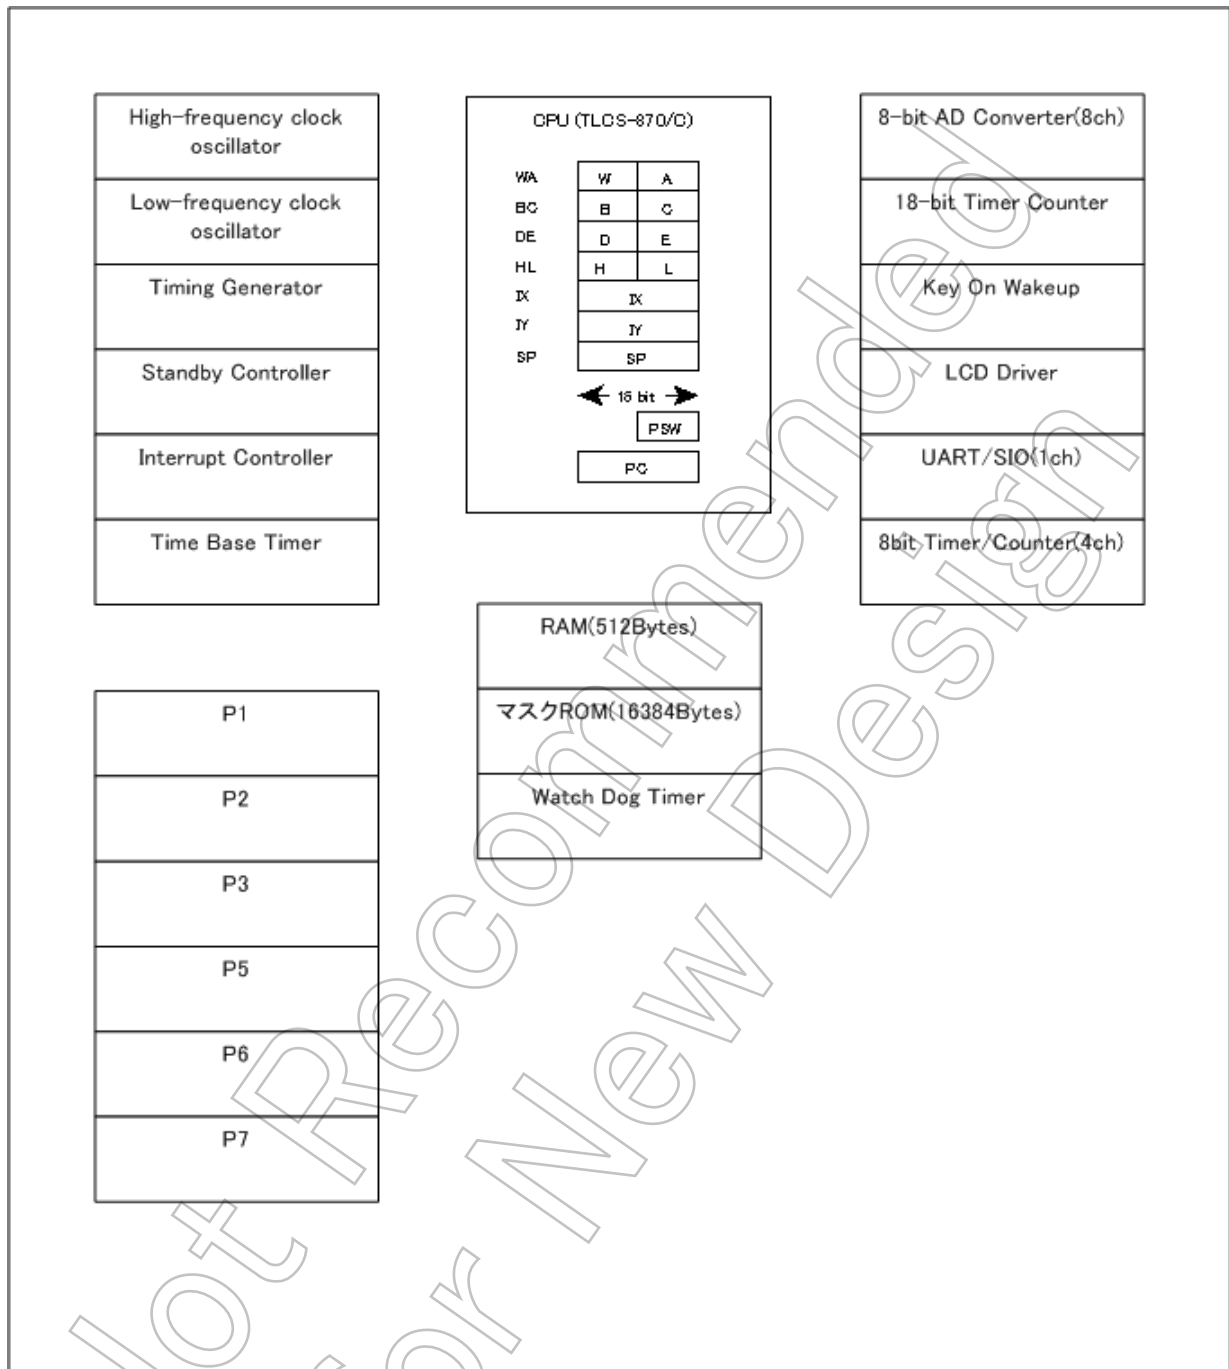 High-frequency clock
oscillator
Low-frequency clock
oscillator
Timing Generator
Standby Controller
Interrupt Controller
Time Base Timer
CPU (TLCS-870/C)
WA W A
BC B C
DE D E
HL H L
IX IX
IY IY
SP SP
16 bit
PSW
PC
8-bit AD Converter(8ch)
18-bit Timer Counter
Key On Wakeup
LCD Driver
UART/SIO(1ch)
8bit Timer/Counter(4ch)
RAM(512Bytes)
マスクROM(16384Bytes)
Watch Dog Timer
P1
P2
P3
P5
P6
P7
Not Recommended
for New Design